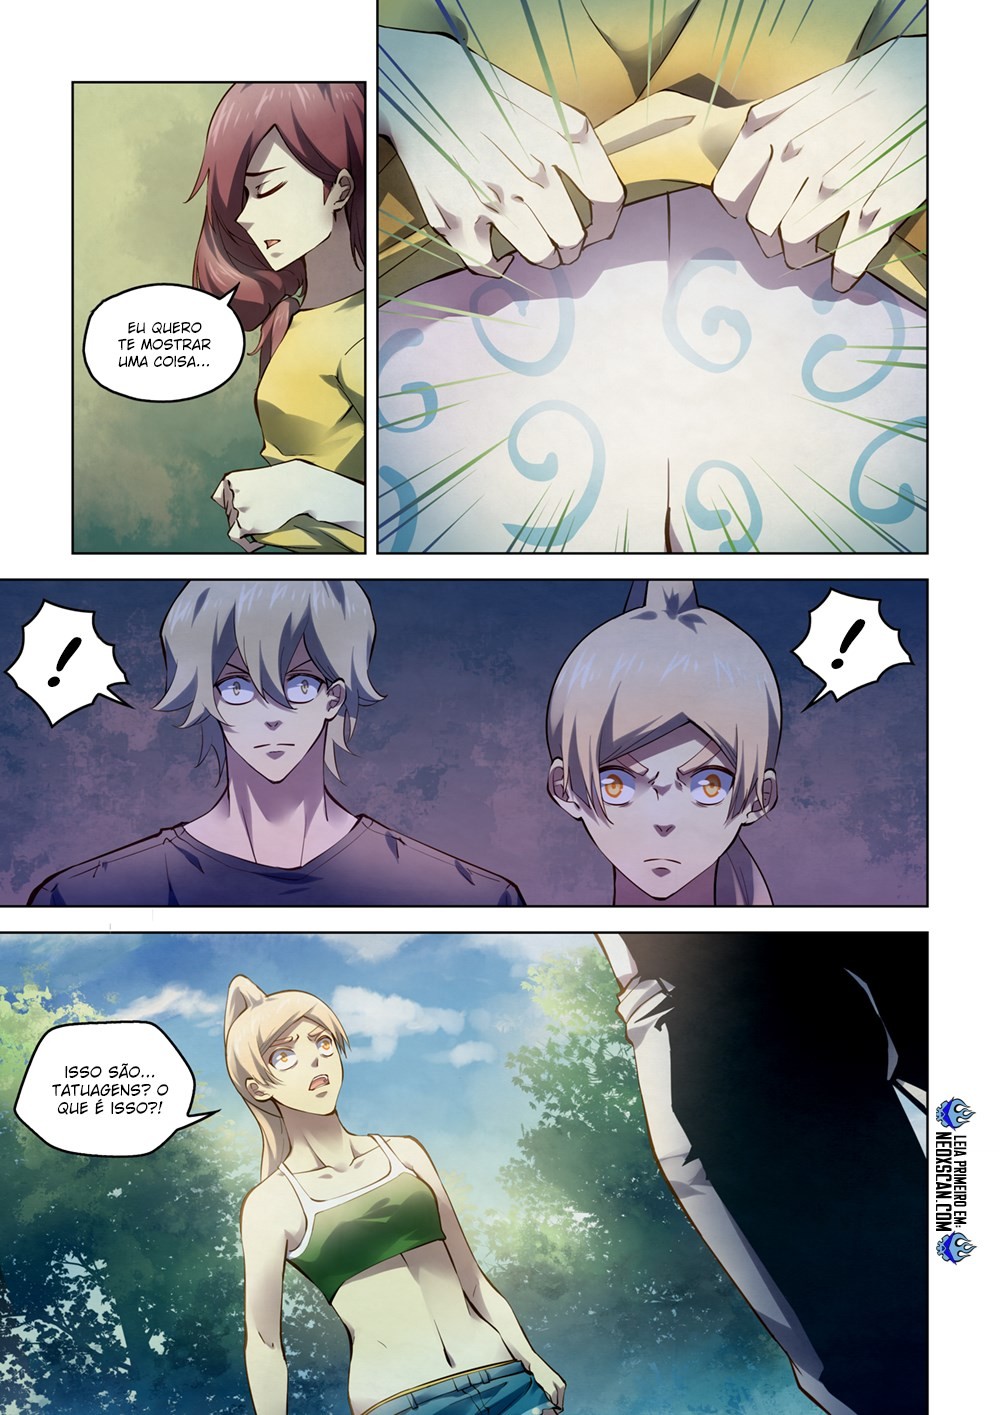 EU QUERO
TE MOSTRAR
UMA COISA...
!
!
ISSO SÃO...
TATUAGENS? O
QUE É ISSO?!
LEIA PRIMEIRO EM:
NEOXSCAN.COM